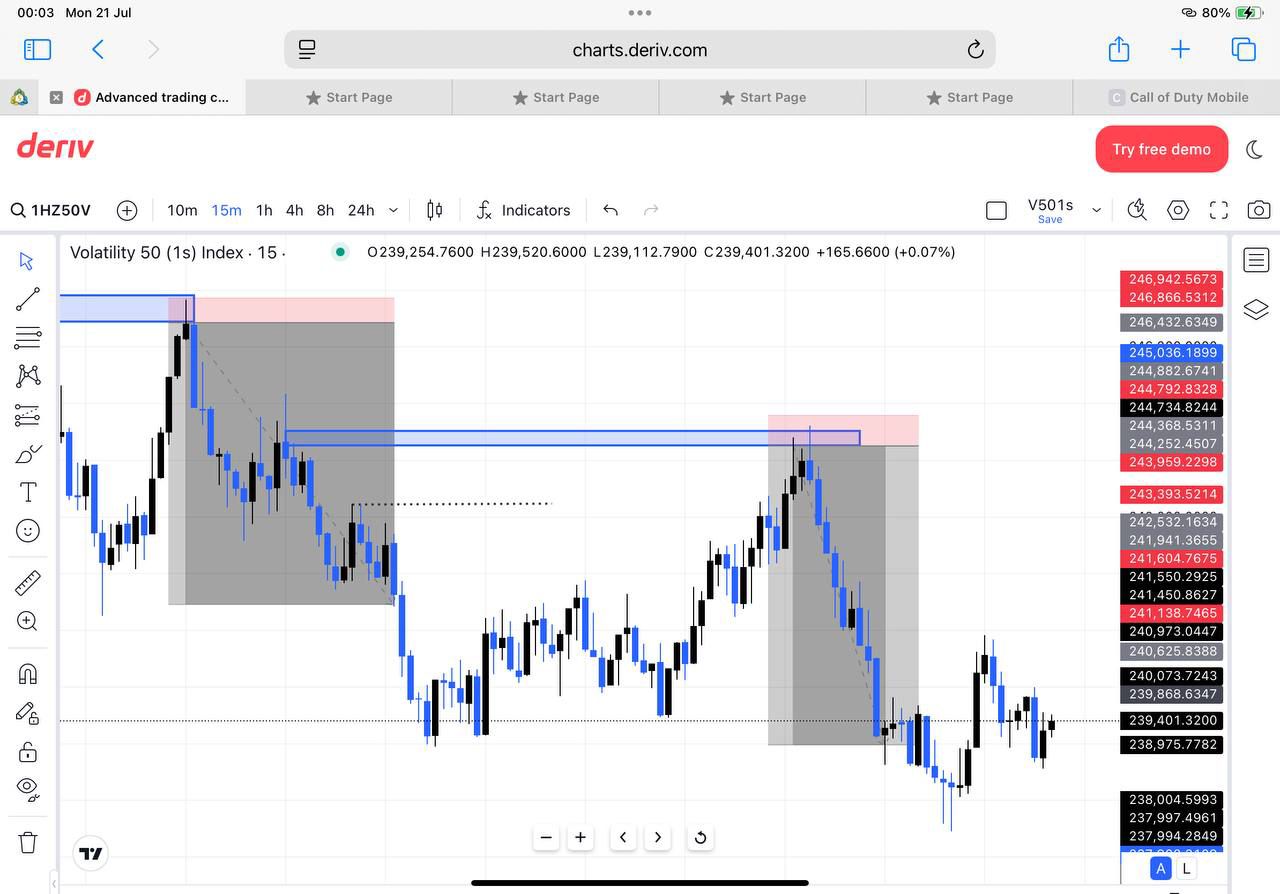 00:03 Mon 21 Jul
80%
charts.deriv.com
Advanced trading c...
Start Page
Start Page
Start Page
Start Page
C Call of Duty Mobile
deriv
Try free demo
1HZ50V
10m 15m 1h 4h 8h 24h
Indicators
V501s
Save
Volatility 50 (1s) Index · 15 ·
O239,254.7600 H239,520.6000 L239,112.7900 C239,401.3200 +165.6600 (+0.07%)
246,942.5673
246,866.5312
246,432.6349
245,036.1899
244,882.6741
244,792.8328
244,734.8244
244,368.5311
244,252.4507
243,959.2298
243,393.5214
242,532.1634
241,941.3655
241,604.7675
241,550.2925
241,450.8627
241,138.7465
240,973.0447
240,625.8388
240,073.7243
239,868.6347
239,401.3200
238,975.7782
238,004.5993
237,997.4961
237,994.2849
A L